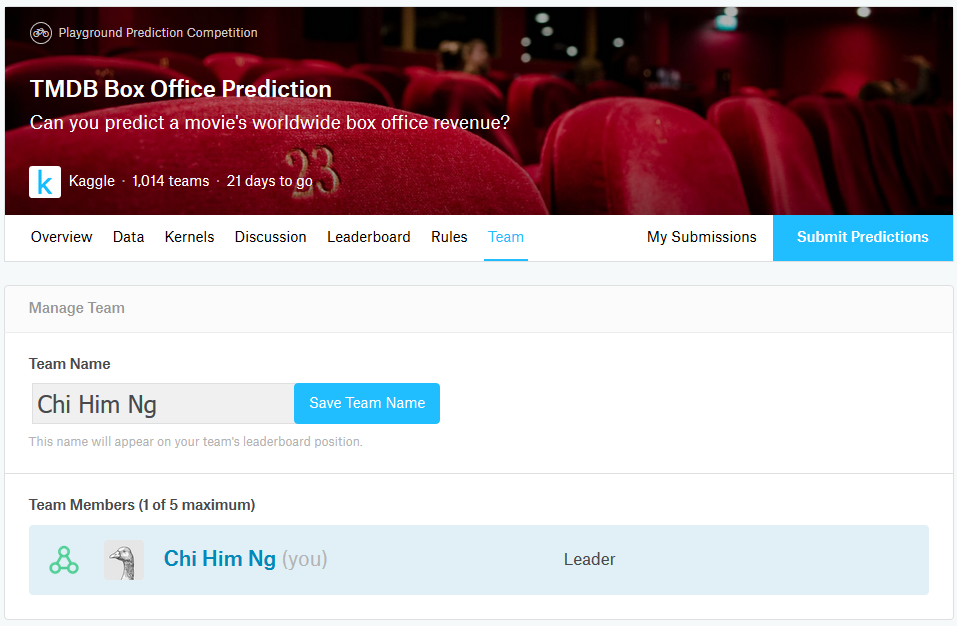 Playground Prediction Competition
TMDB Box Office Prediction
Can you predict a movie's worldwide box office revenue?
23
k Kaggle · 1,014 teams · 21 days to go
Overview Data Kernels Discussion Leaderboard Rules Team My Submissions Submit Predictions
Manage Team
Team Name
Chi Him Ng Save Team Name
This name will appear on your team's leaderboard position.
Team Members (1 of 5 maximum)
Chi Him Ng (you) Leader